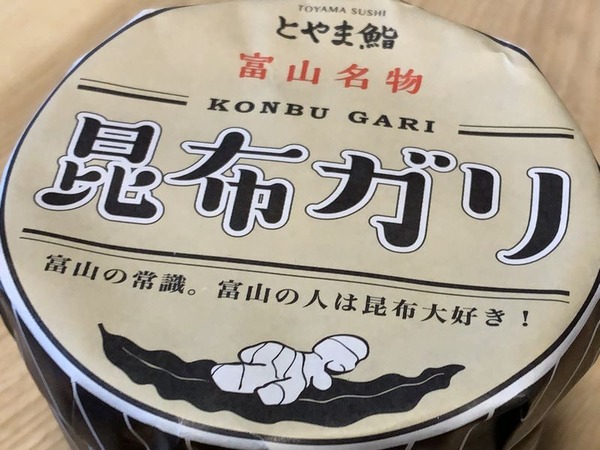 TOYAMA SUSHI
とやま鮨
富山名物
KONBU GARI
昆布ガリ
富山の常識。富山の人は昆布大好き！